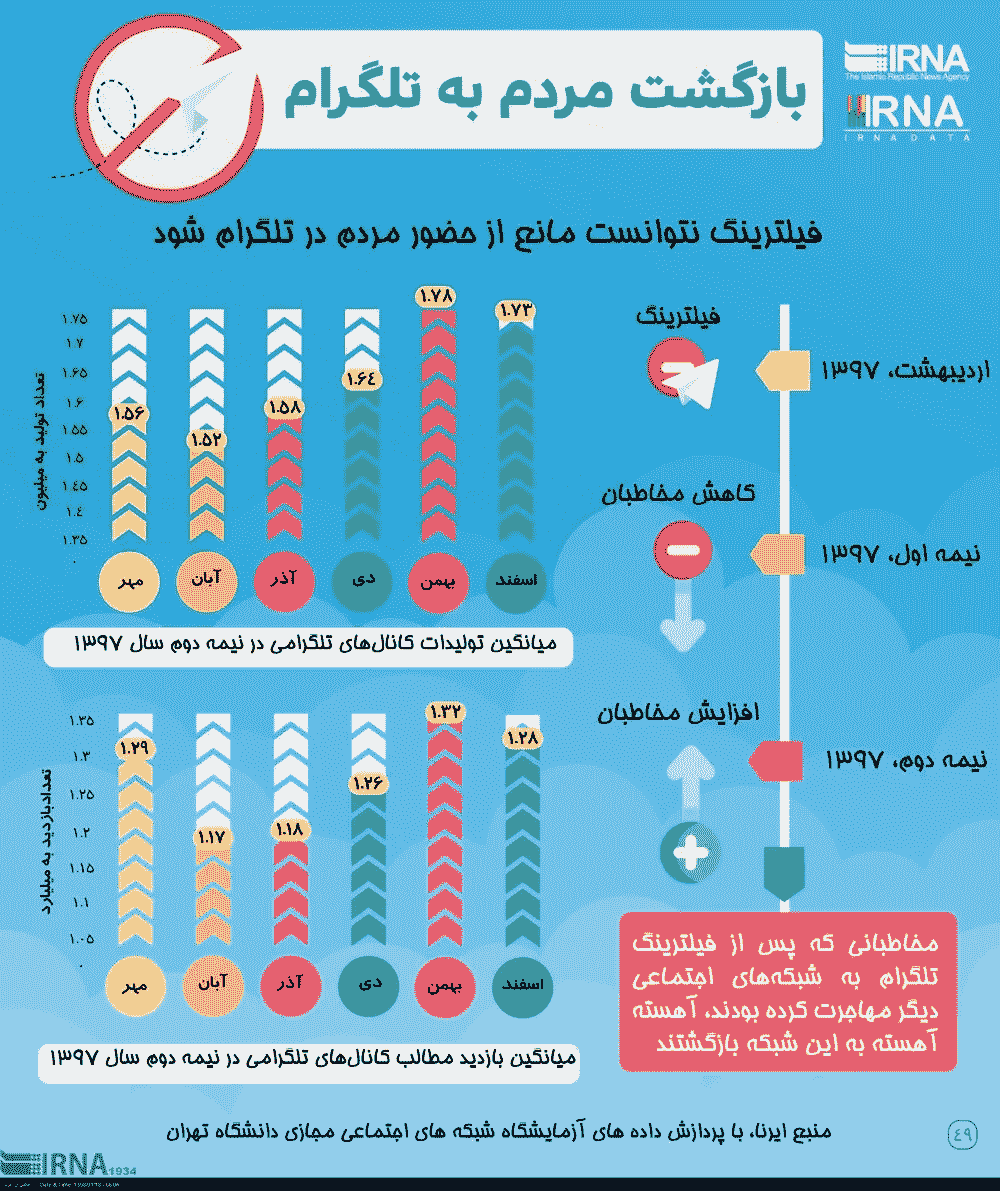 بازگشت مردم به تلگرام
IRNA
The Islamic Republic News Agency
IRNA
IRNA DATA
فیلترینگ نتوانست مانع از حضور مردم در تلگرام شود
فیلترینگ
اردیبهشت، ۱۳۹۷
کاهش مخاطبان
نیمه اول، ۱۳۹۷
افزایش مخاطبان
نیمه دوم، ۱۳۹۷
مخاطبانی که پس از فیلترینگ
تلگرام به شبکه‌های اجتماعی
دیگر مهاجرت کرده بودند، آهسته
آهسته به این شبکه بازگشتند
تعداد تولید به میلیون
۱.۷۵
۱.۷
۱.۶۵
۱.۶
۱.۵۵
۱.۵
۱.٤۵
۱.٤
۱.۳۵
۰
۱.۵۶
۱.۵۲
۱.۵۸
۱.۶٤
۱.۷۸
۱.۷۳
مهر
آبان
آذر
دی
بهمن
اسفند
میانگین تولیدات کانال‌های تلگرامی در نیمه دوم سال ۱۳۹۷
تعدادبازدید به میلیارد
۱.۳۵
۱.۳
۱.۲۵
۱.۲
۱.۱۵
۱.۱
۱.۰۵
۰
۱.۲۹
۱.۱۷
۱.۱۸
۱.۲۶
۱.۳۲
۱.۲۸
مهر
آبان
آذر
دی
بهمن
اسفند
میانگین بازدید مطالب کانال‌های تلگرامی در نیمه دوم سال ۱۳۹۷
منبع ایرنا، با پردازش داده های آزمایشگاه شبکه های اجتماعی مجازی دانشگاه تهران
٤۹
IRNA 1934